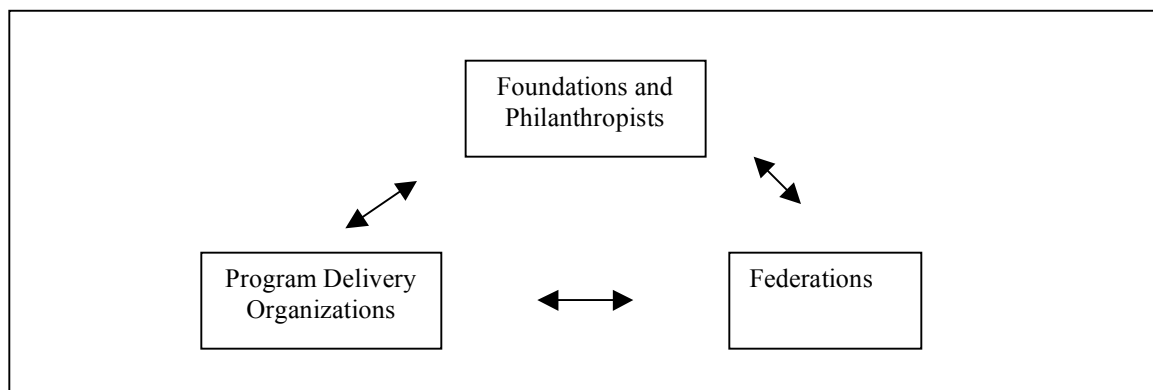 Foundations and
Philanthropists
Program Delivery
Organizations
Federations